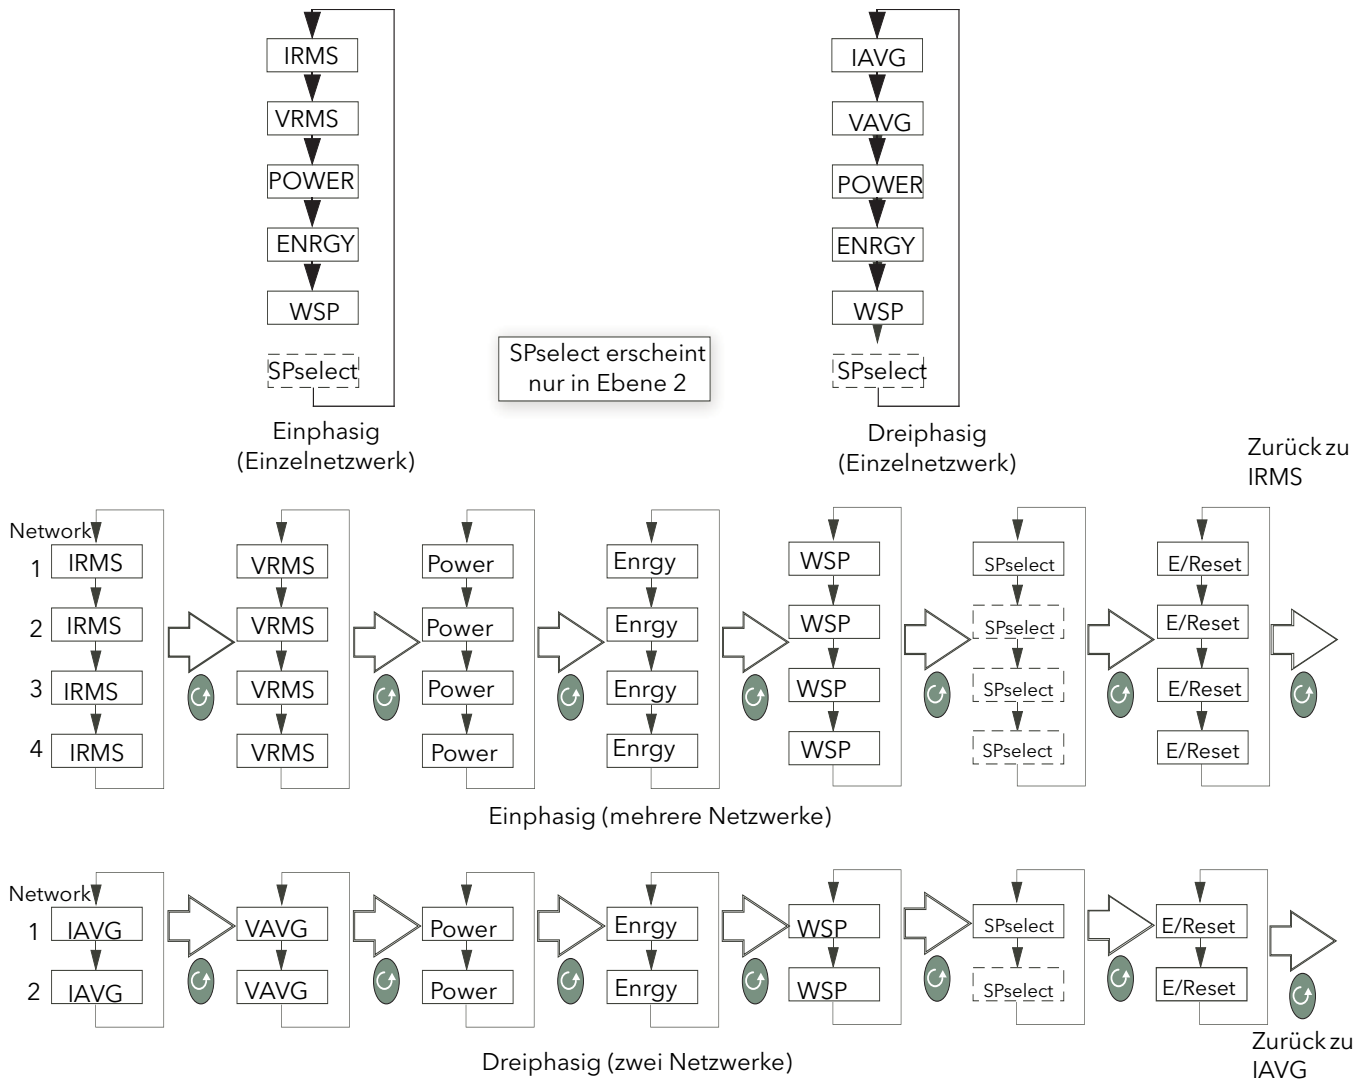 IRMS
VRMS
POWER
ENRGY
WSP
SPselect
Einphasig
(Einzelnetzwerk)
SPselect erscheint
nur in Ebene 2
IAVG
VAVG
POWER
ENRGY
WSP
SPselect
Dreiphasig
(Einzelnetzwerk)
Zurück zu
IRMS
Network
1 IRMS VRMS Power Enrgy WSP SPselect E/Reset
2 IRMS VRMS Power Enrgy WSP SPselect E/Reset
3 IRMS VRMS Power Enrgy WSP SPselect E/Reset
4 IRMS VRMS Power Enrgy WSP SPselect E/Reset
Einphasig (mehrere Netzwerke)
Network
1 IAVG VAVG Power Enrgy WSP SPselect E/Reset
2 IAVG VAVG Power Enrgy WSP SPselect E/Reset
Dreiphasig (zwei Netzwerke)
Zurück zu
IAVG